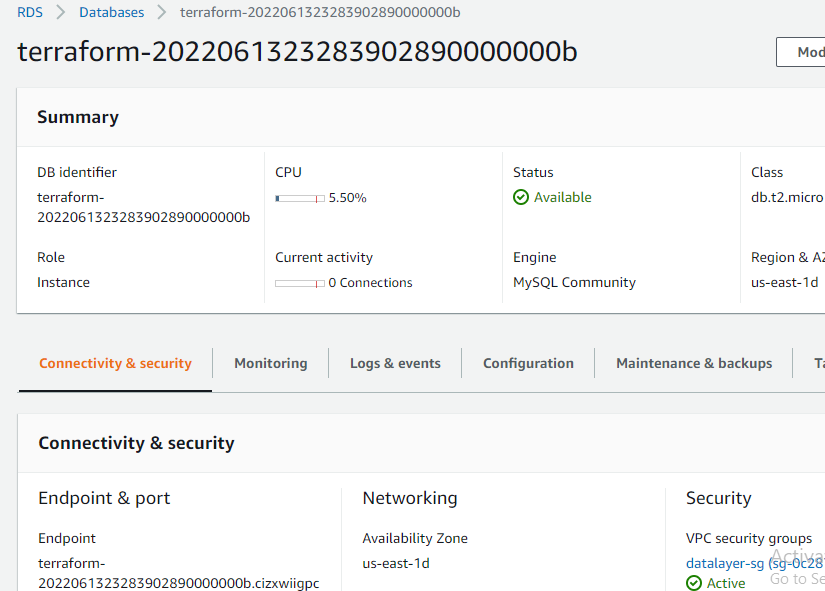 RDS > Databases > terraform-20220613232839028900000000b
terraform-20220613232839028900000000b
Mod
Summary
DB identifier
terraform-
20220613232839028900000000b
CPU
5.50%
Status
Available
Class
db.t2.micro
Role
Instance
Current activity
0 Connections
Engine
MySQL Community
Region & AZ
us-east-1d
Connectivity & security
Monitoring
Logs & events
Configuration
Maintenance & backups
Ta
Connectivity & security
Endpoint & port
Endpoint
terraform-
20220613232839028900000000b.cizxwiigpc
Networking
Availability Zone
us-east-1d
Security
VPC security groups
datalayer-sg (sg-0c28
Active
Activa
Go to Se